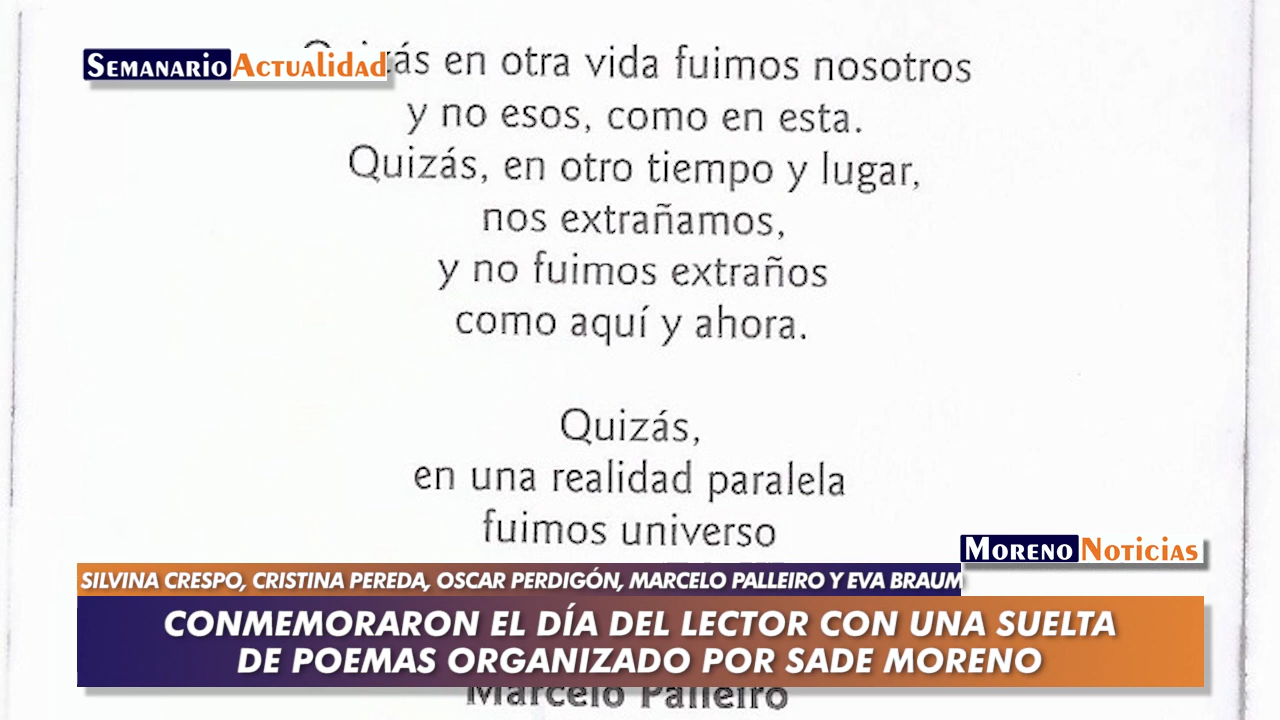 SEMANARIO ACTUALIDAD
en otra vida fuimos nosotros
y no esos, como en esta.
Quizás, en otro tiempo y lugar,
nos extrañamos,
y no fuimos extraños
como aquí y ahora.
Quizás,
en una realidad paralela
fuimos universo
MORENO NOTICIAS
SILVINA CRESPO, CRISTINA PEREDA, OSCAR PERDIGÓN, MARCELO PALLEIRO Y EVA BRAUM
CONMEMORARON EL DÍA DEL LECTOR CON UNA SUELTA
DE POEMAS ORGANIZADO POR SADE MORENO
Marcelo Palleiro